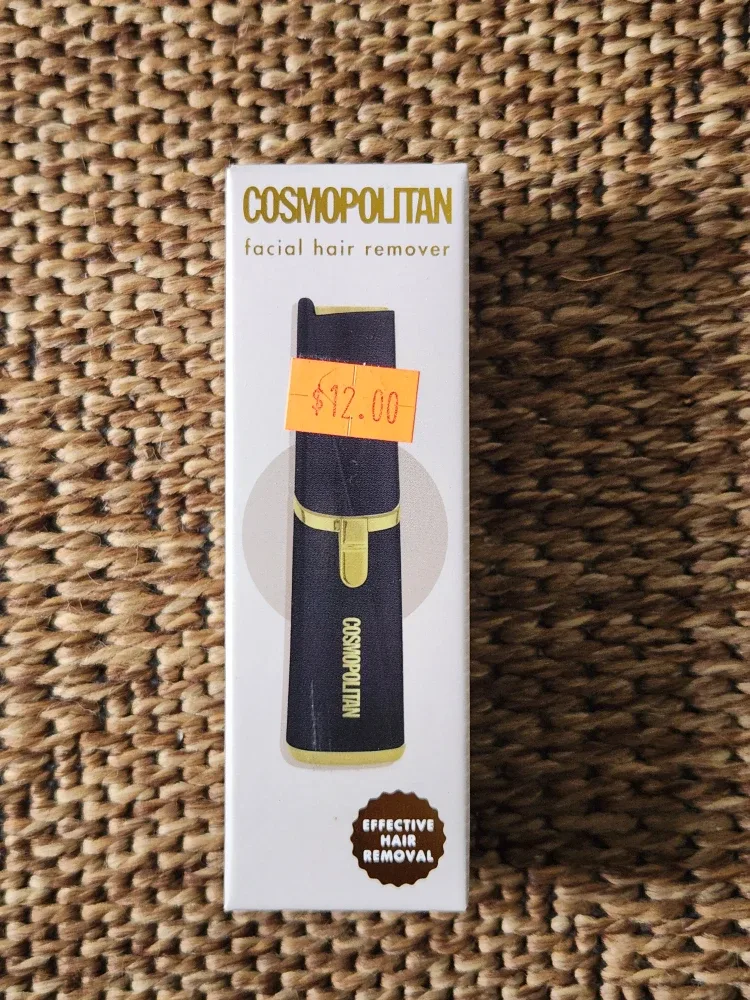 COSMOPOLITAN
facial hair remover
$12.00
COSMOPOLITAN
EFFECTIVE
HAIR
REMOVAL